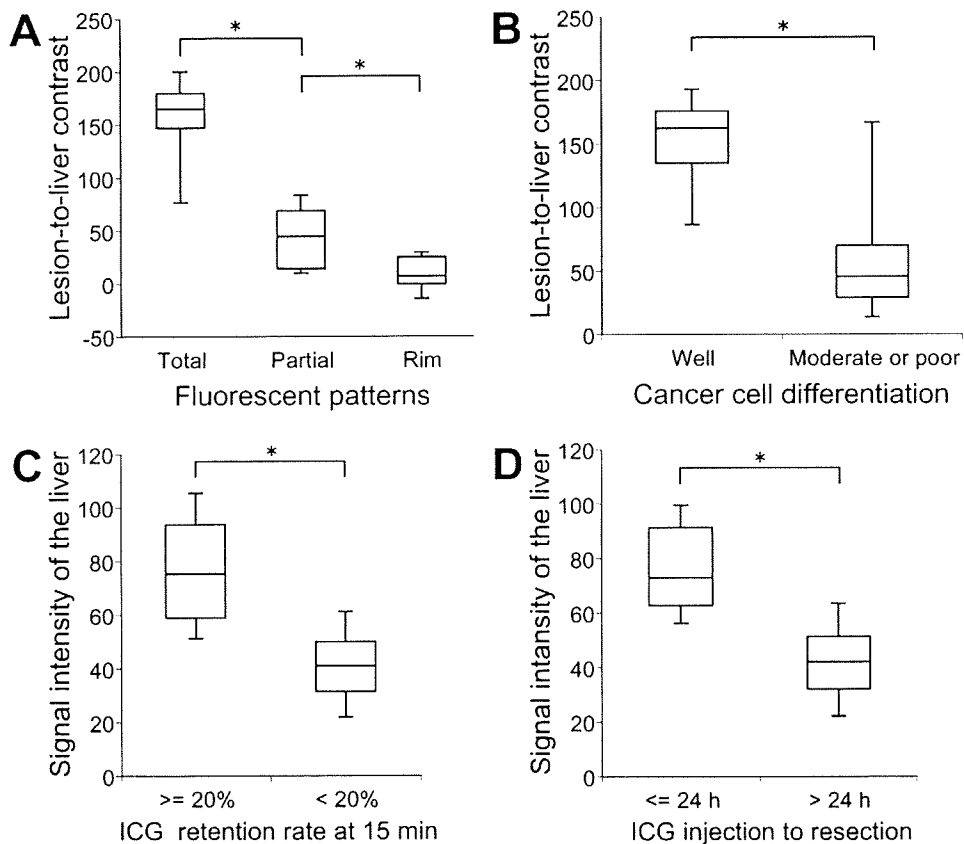 A
Lesion-to-liver contrast
250
200
150
100
50
0
-50
*
*
Total Partial Rim
Fluorescent patterns
B
Lesion-to-liver contrast
250
200
150
100
50
0
*
Well Moderate or poor
Cancer cell differentiation
C
Signal intensity of the liver
120
100
80
60
40
20
0
*
>= 20% < 20%
ICG retention rate at 15 min
D
Signal intansity of the liver
120
100
80
60
40
20
0
*
<= 24 h > 24 h
ICG injection to resection